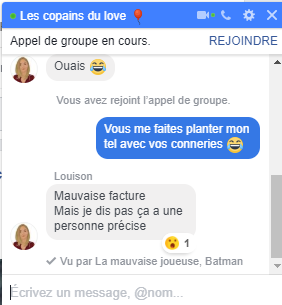 Les copains du love 🎈
Appel de groupe en cours. REJOINDRE
Ouais 😂
Vous avez rejoint l'appel de groupe.
Vous me faites planter mon
tel avec vos conneries 😂
Louison
Mauvaise facture
Mais je dis pas ça a une
personne précise
😮 1
Vu par La mauvaise joueuse, Batman
Écrivez un message, @nom...